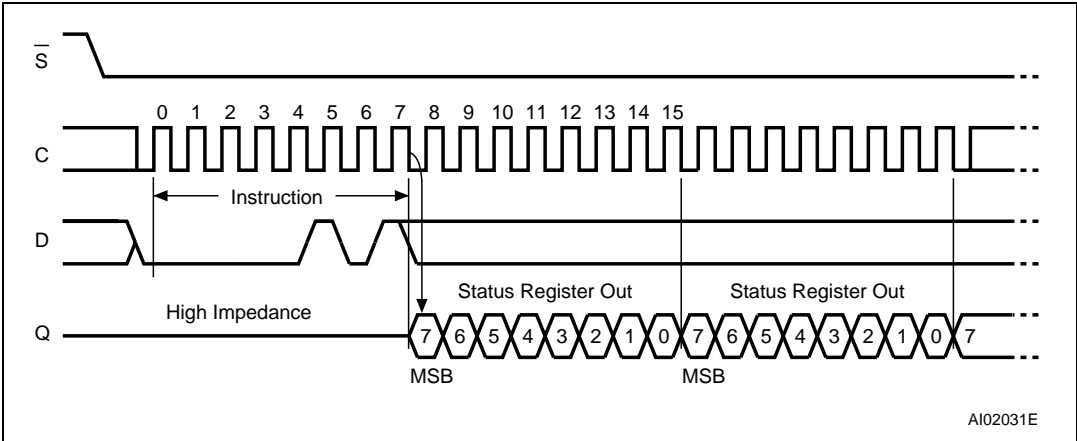 S̅
0 1 2 3 4 5 6 7 8 9 10 11 12 13 14 15
C
Instruction
D
Status Register Out Status Register Out
High Impedance
Q 7 6 5 4 3 2 1 0 7 6 5 4 3 2 1 0 7
MSB MSB
AI02031E